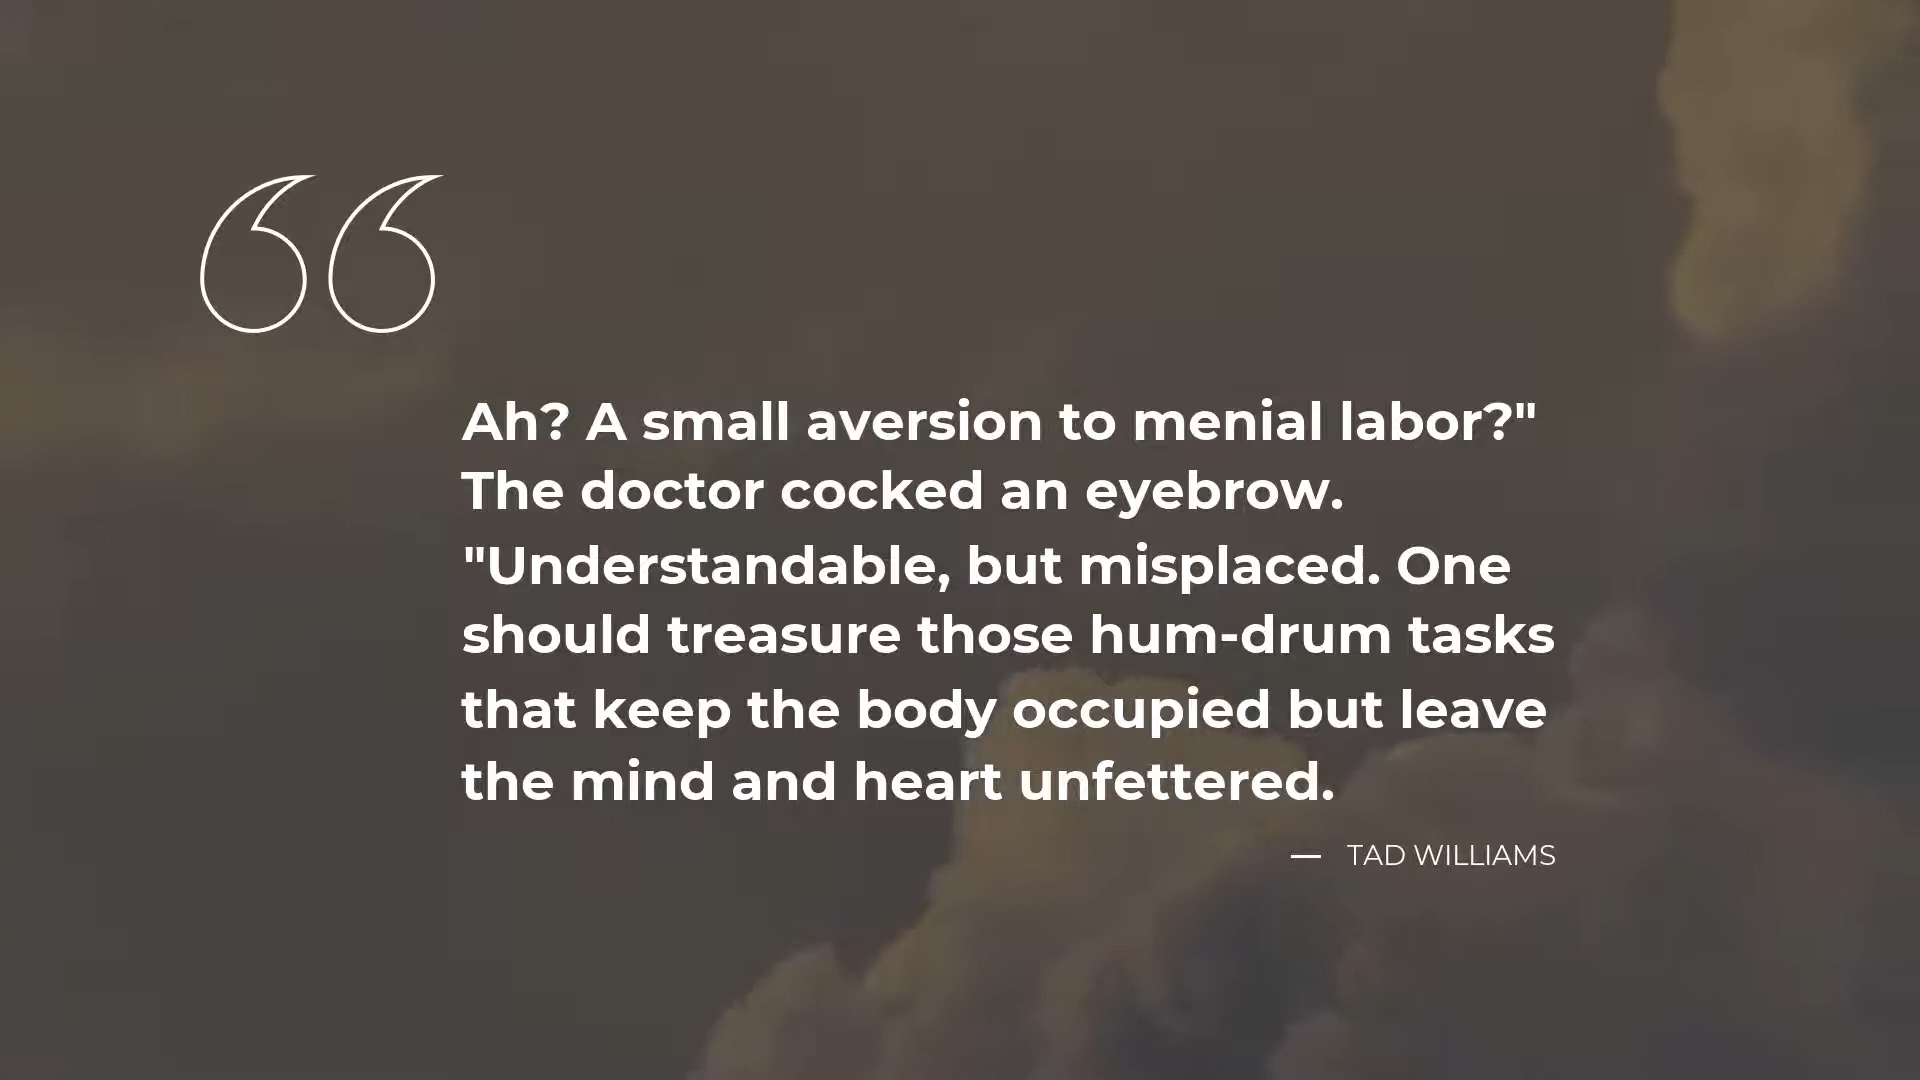 Ah? A small aversion to menial labor?"
The doctor cocked an eyebrow.
"Understandable, but misplaced. One
should treasure those hum-drum tasks
that keep the body occupied but leave
the mind and heart unfettered.
— TAD WILLIAMS